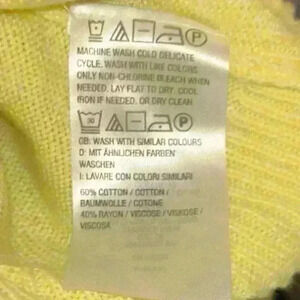 MACHINE WASH COLD DELICATE
CYCLE. WASH WITH LIKE COLORS
ONLY NON-CHLORINE BLEACH WHEN
NEEDED. LAY FLAT TO DRY. COOL
IRON IF NEEDED. OR DRY CLEAN
30
GB: WASH WITH SIMILAR COLOURS
D: MIT ÄHNLICHEN FARBEN
WASCHEN
I: LAVARE CON COLORI SIMILARI
60% COTTON / COTTON /
BAUMWOLLE / COTONE
40% RAYON / VISCOSE / VISKOSE /
VISCOSA